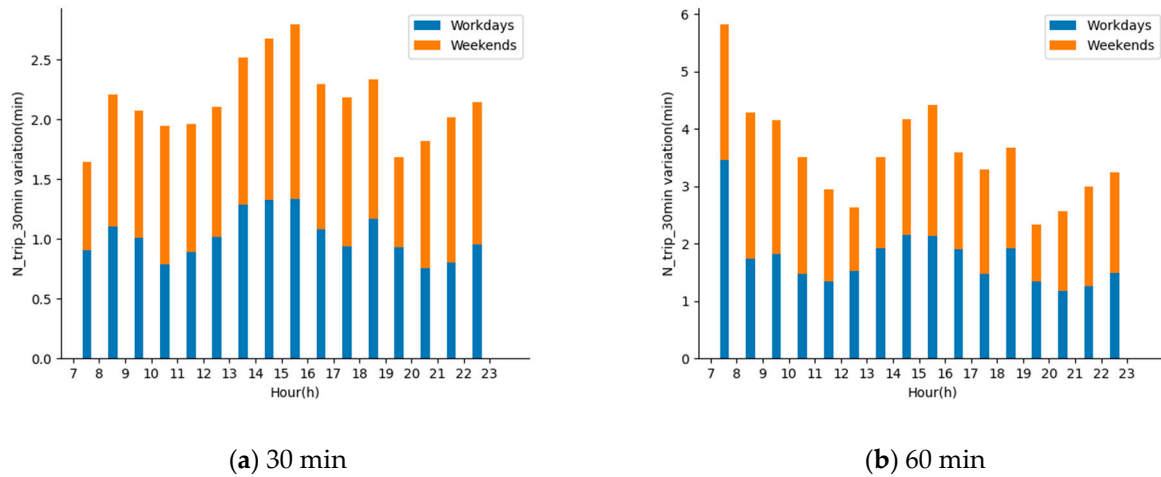 Workdays
Weekends
N_trip_30min variation(min)
2.5
2.0
1.5
1.0
0.5
0.0
7 8 9 10 11 12 13 14 15 16 17 18 19 20 21 22 23
Hour(h)
(a) 30 min
Workdays
Weekends
N_trip_30min variation(min)
6
5
4
3
2
1
0
7 8 9 10 11 12 13 14 15 16 17 18 19 20 21 22 23
Hour(h)
(b) 60 min